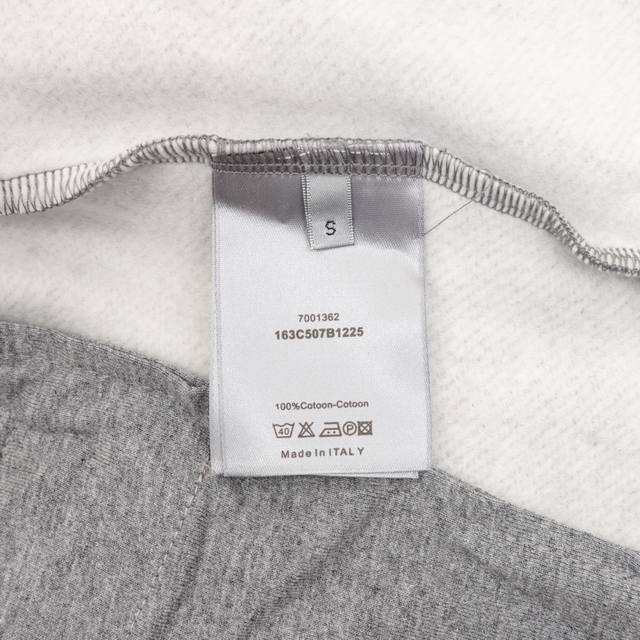 S
7001362
163C507B1225
100%Cotoon-Cotoon
40 P
Made in ITALY